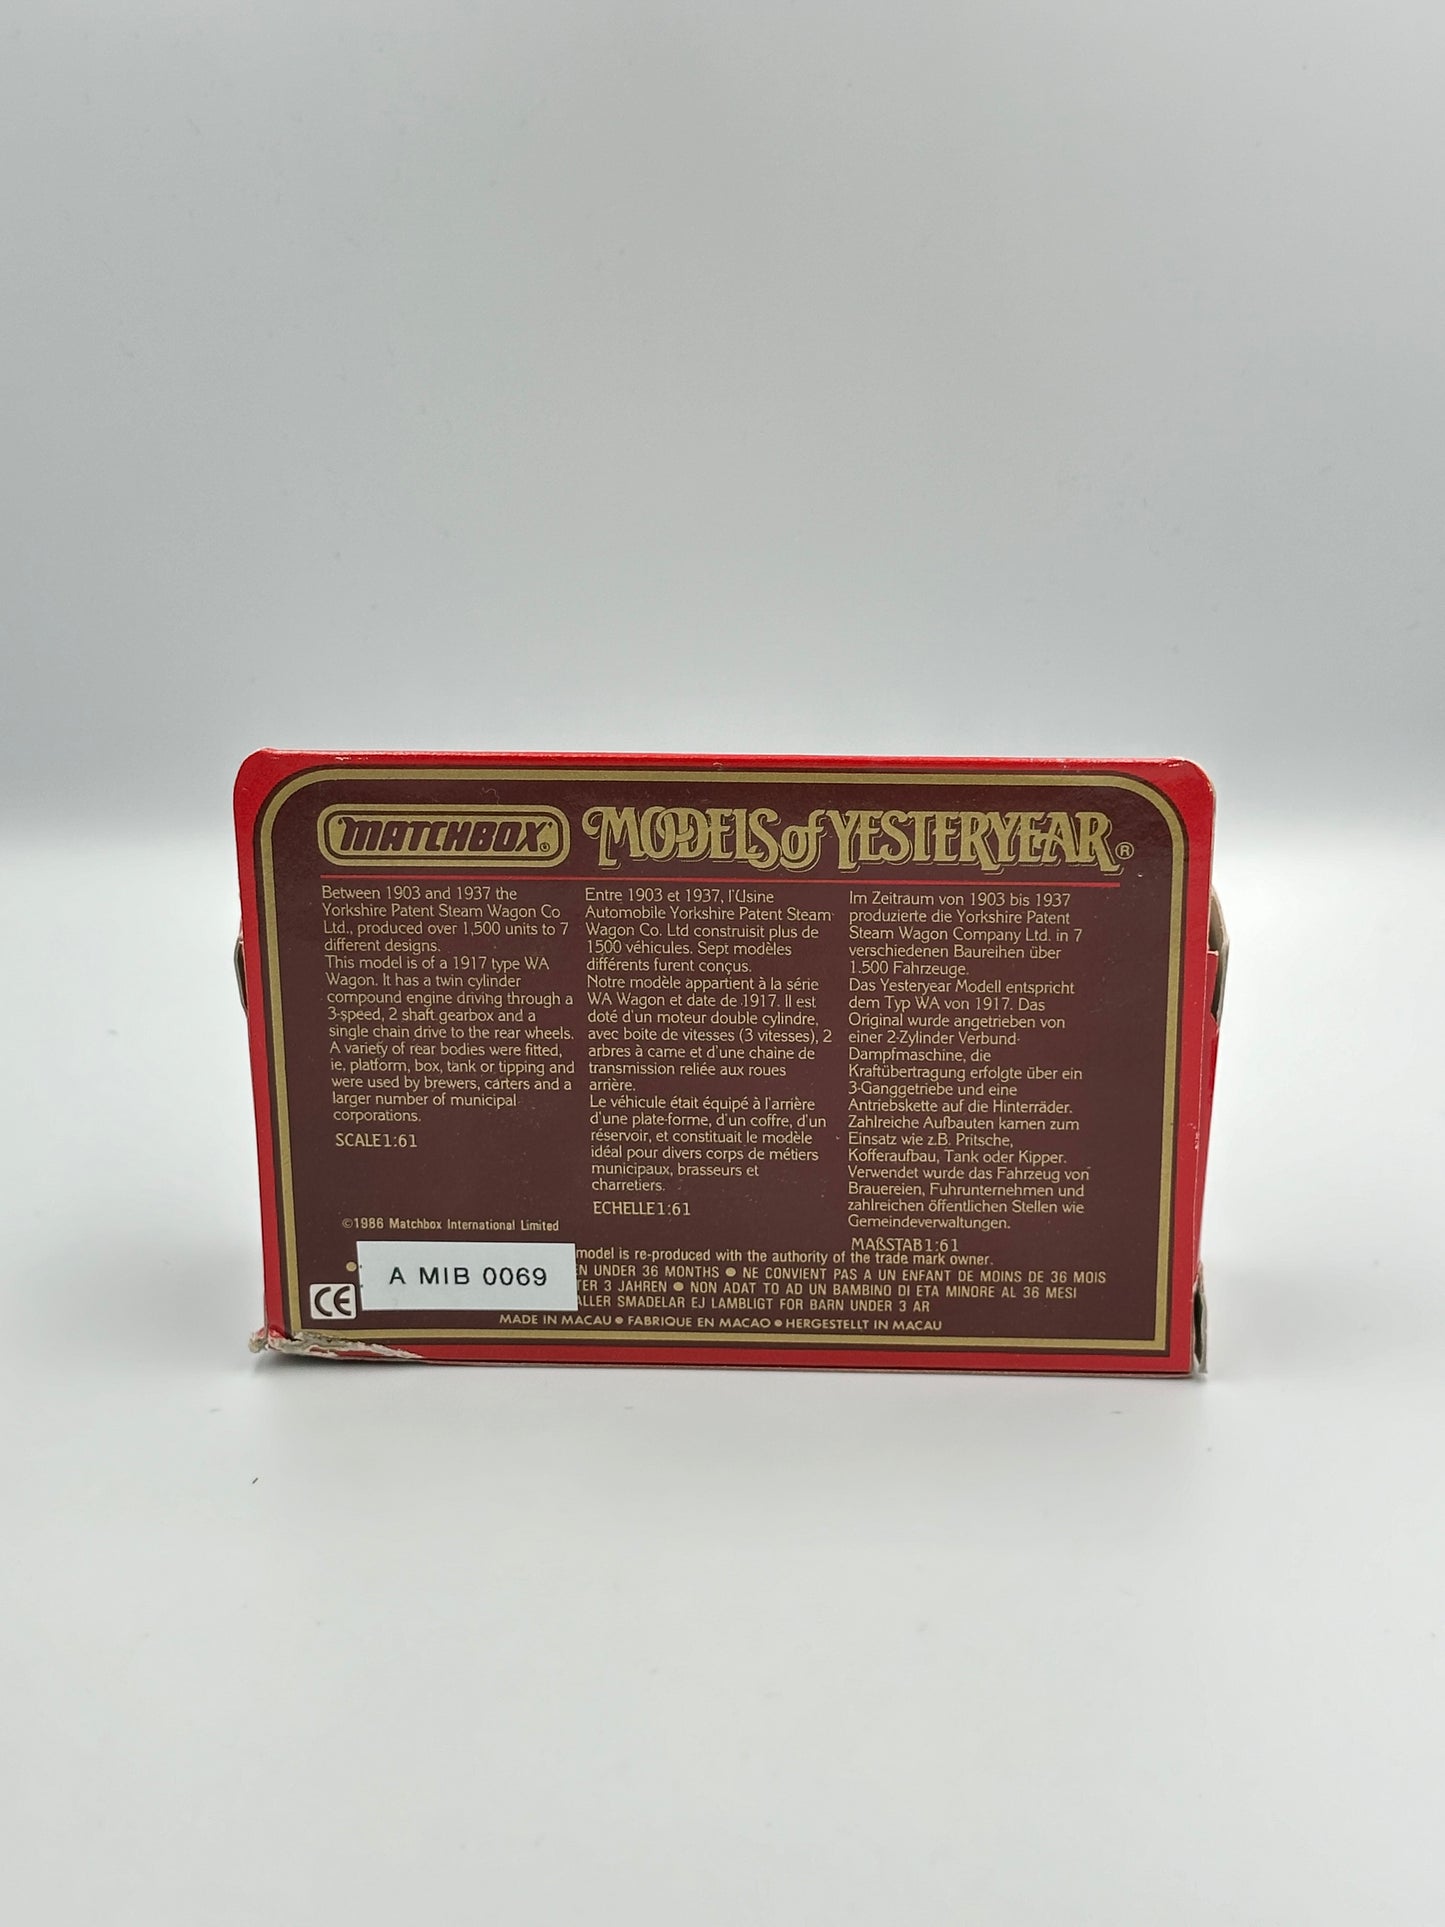 MATCHBOX® MODELS of YESTERYEAR®
Between 1903 and 1937 the
Yorkshire Patent Steam Wagon Co
Ltd., produced over 1,500 units to 7
different designs.
This model is of a 1917 type WA
Wagon. It has a twin cylinder
compound engine driving through a
3-speed, 2 shaft gearbox and a
single chain drive to the rear wheels.
A variety of rear bodies were fitted,
ie, platform, box, tank or tipping and
were used by brewers, carters and a
larger number of municipal
corporations.
SCALE 1:61
©1986 Matchbox International Limited
Entre 1903 et 1937, l'Usine
Automobile Yorkshire Patent Steam
Wagon Co. Ltd construisit plus de
1500 véhicules. Sept modèles
différents furent conçus.
Notre modèle appartient à la série
WA Wagon et date de 1917. Il est
doté d'un moteur double cylindre,
avec boite de vitesses (3 vitesses), 2
arbres à came et d'une chaine de
transmission reliée aux roues
arrière.
Le véhicule était équipé à l'arrière
d'une plate-forme, d'un coffre, d'un
réservoir, et constituait le modèle
idéal pour divers corps de métiers
municipaux, brasseurs et
charretiers.
ECHELLE 1:61
Im Zeitraum von 1903 bis 1937
produzierte die Yorkshire Patent
Steam Wagon Company Ltd. in 7
verschiedenen Baureihen über
1.500 Fahrzeuge.
Das Yesteryear Modell entspricht
dem Typ WA von 1917. Das
Original wurde angetrieben von
einer 2-Zylinder Verbund-
Dampfmaschine, die
Kraftübertragung erfolgte über ein
3-Ganggetriebe und eine
Antriebskette auf die Hinterräder.
Zahlreiche Aufbauten kamen zum
Einsatz wie z.B. Pritsche,
Kofferaufbau, Tank oder Kipper.
Verwendet wurde das Fahrzeug von
Brauereien, Fuhrunternehmen und
zahlreichen öffentlichen Stellen wie
Gemeindeverwaltungen.
MAßSTAB 1:61
model is re-produced with the authority of the trade mark owner.
EN UNDER 36 MONTHS ● NE CONVIENT PAS A UN ENFANT DE MOINS DE 36 MOIS
TER 3 JAHREN ● NON ADAT TO AD UN BAMBINO DI ETA MINORE AL 36 MESI
ALLER SMADELAR EJ LAMBLIGT FOR BARN UNDER 3 AR
A MIB 0069
CE
MADE IN MACAU ● FABRIQUE EN MACAO ● HERGESTELLT IN MACAU